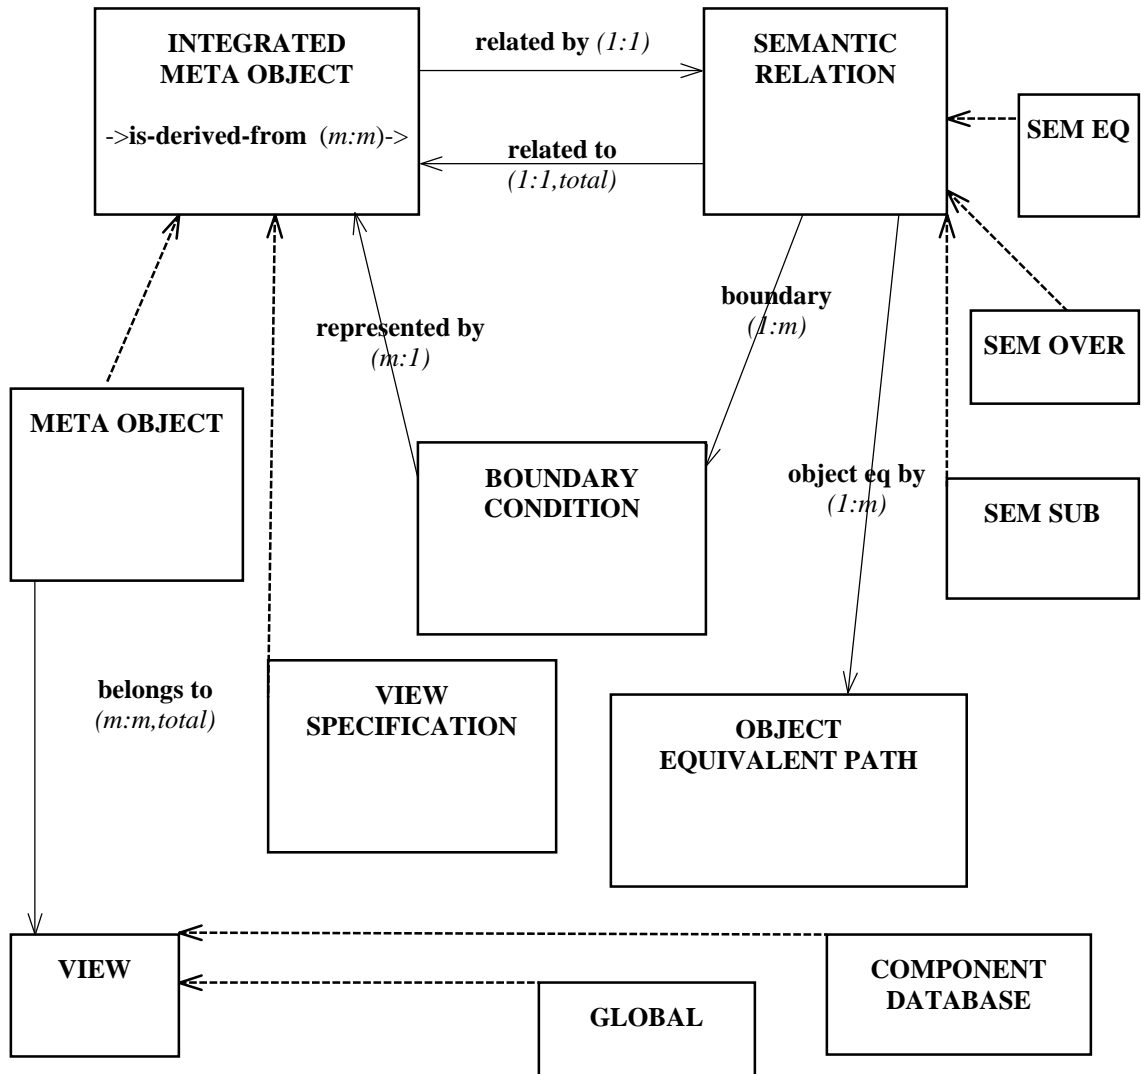 INTEGRATED
META OBJECT
->is-derived-from (m:m)->
related by (1:1)
SEMANTIC
RELATION
related to
(1:1,total)
SEM EQ
represented by
(m:1)
boundary
(1:m)
SEM OVER
META OBJECT
BOUNDARY
CONDITION
object eq by
(1:m)
SEM SUB
belongs to
(m:m,total)
VIEW
SPECIFICATION
OBJECT
EQUIVALENT PATH
VIEW
GLOBAL
COMPONENT
DATABASE